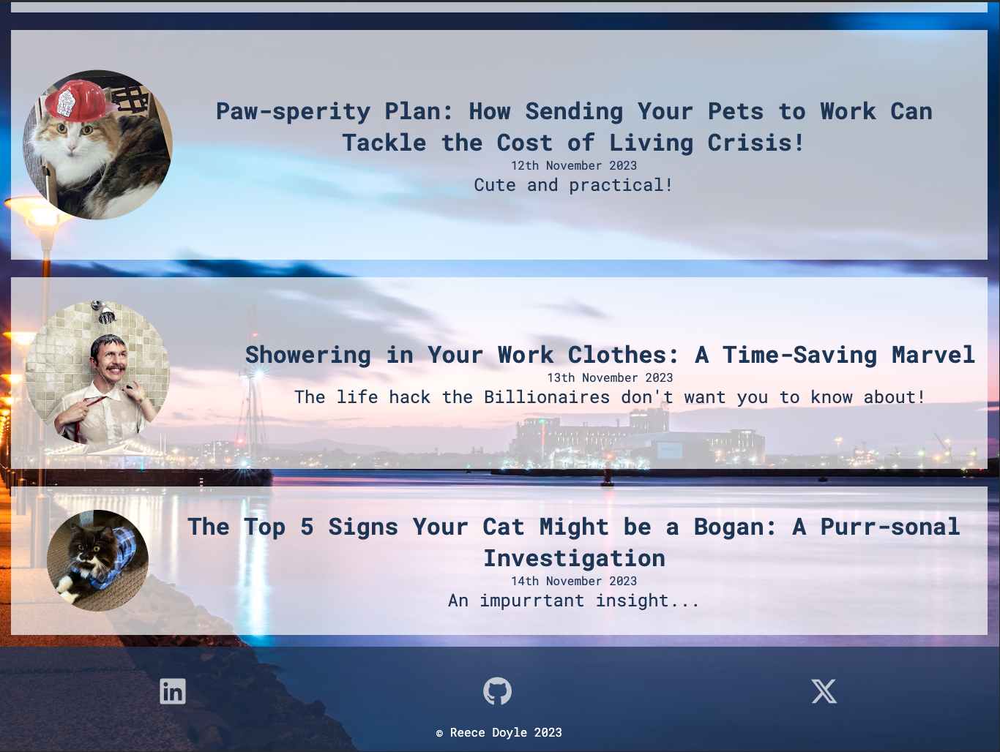 Paw-sperity Plan: How Sending Your Pets to Work Can
Tackle the Cost of Living Crisis!
12th November 2023
Cute and practical!
Showering in Your Work Clothes: A Time-Saving Marvel
13th November 2023
The life hack the Billionaires don't want you to know about!
The Top 5 Signs Your Cat Might be a Bogan: A Purr-sonal
Investigation
14th November 2023
An impurrtant insight...
in
X
© Reece Doyle 2023